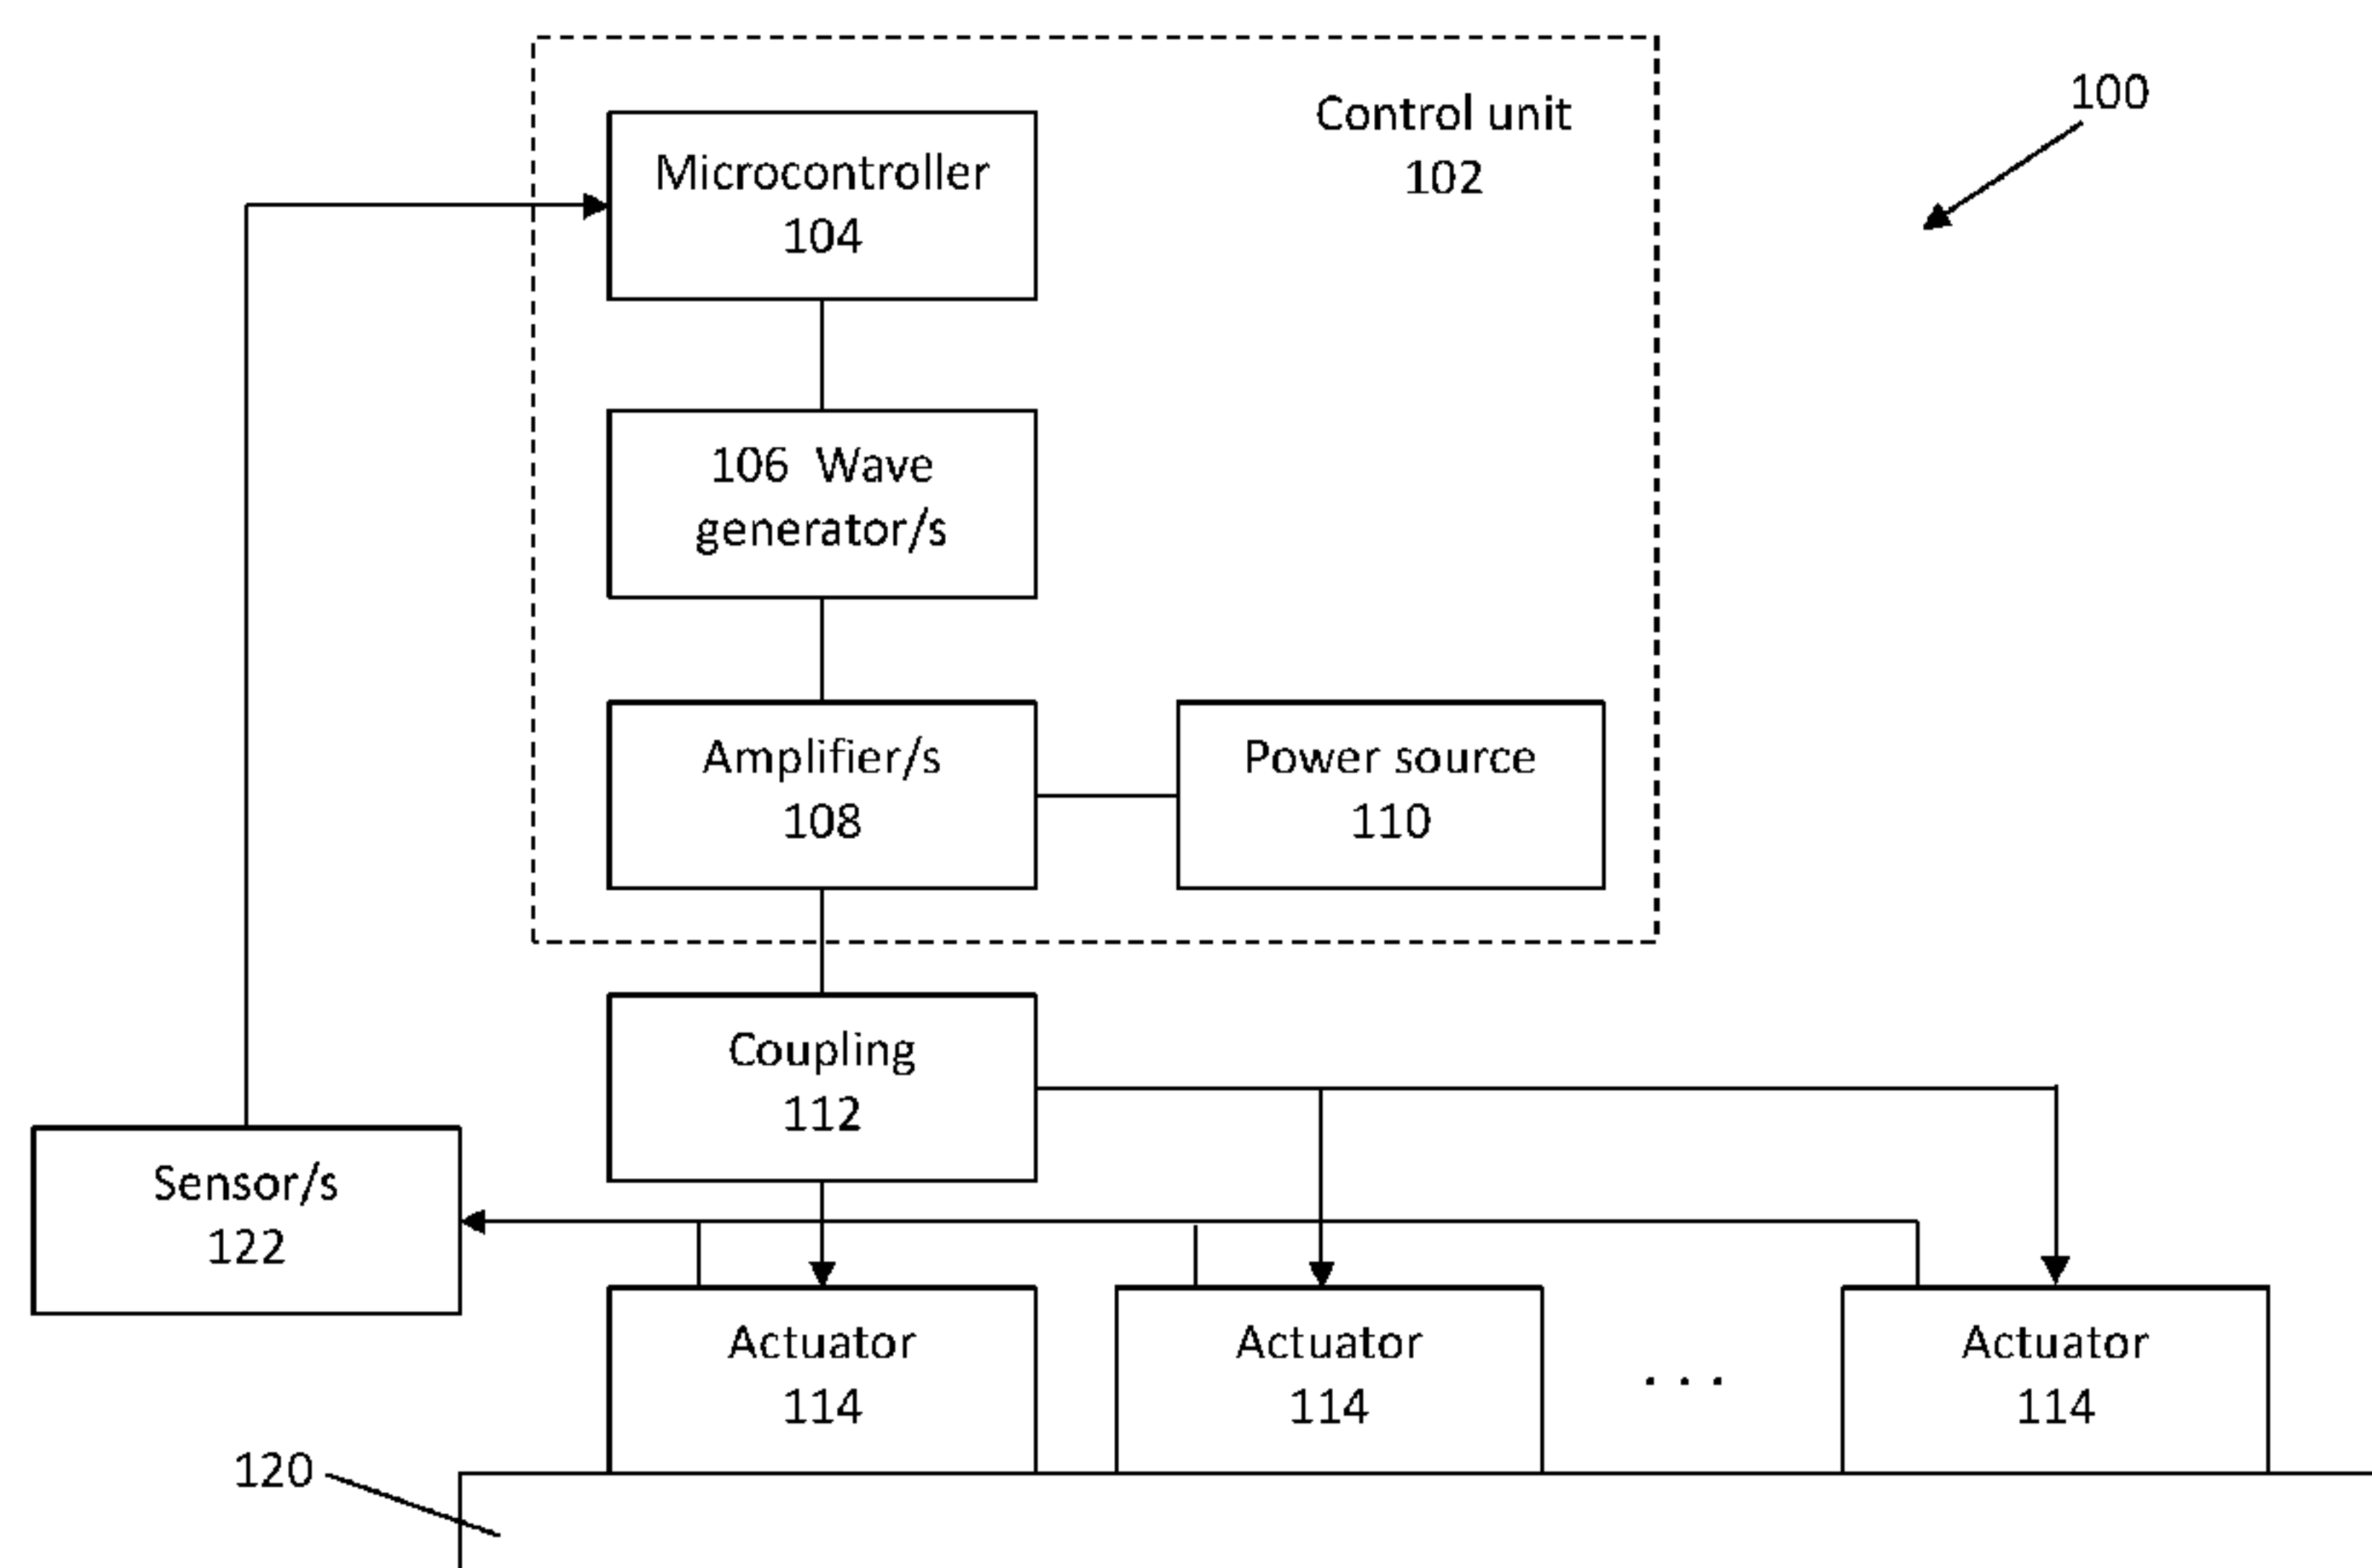 100
Control unit
102
Microcontroller
104
106 Wave
generator/s
Amplifier/s
108
Power source
110
Coupling
112
Sensor/s
122
Actuator
114
Actuator
114
. . .
Actuator
114
120